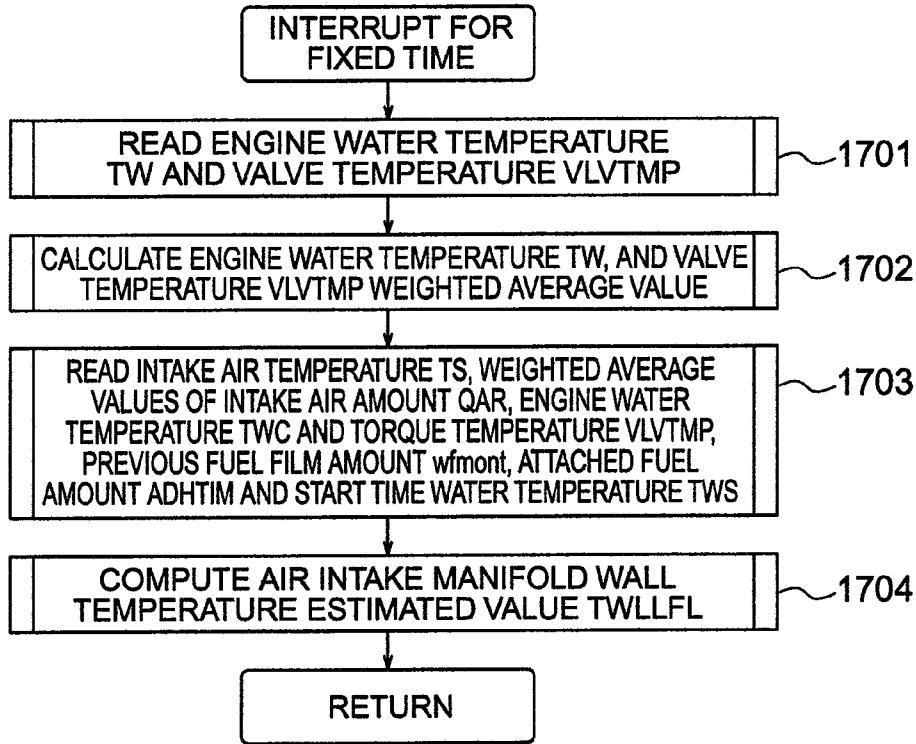 INTERRUPT FOR
FIXED TIME
READ ENGINE WATER TEMPERATURE
TW AND VALVE TEMPERATURE VLVTMP
1701
CALCULATE ENGINE WATER TEMPERATURE TW, AND VALVE
TEMPERATURE VLVTMP WEIGHTED AVERAGE VALUE
1702
READ INTAKE AIR TEMPERATURE TS, WEIGHTED AVERAGE
VALUES OF INTAKE AIR AMOUNT QAR, ENGINE WATER
TEMPERATURE TWC AND TORQUE TEMPERATURE VLVTMP,
PREVIOUS FUEL FILM AMOUNT wfmont, ATTACHED FUEL
AMOUNT ADHTIM AND START TIME WATER TEMPERATURE TWS
1703
COMPUTE AIR INTAKE MANIFOLD WALL
TEMPERATURE ESTIMATED VALUE TWLLFL
1704
RETURN